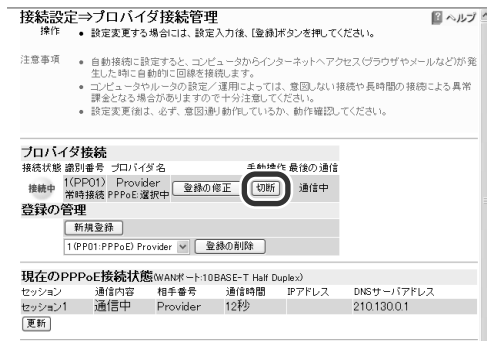 接続設定⇒プロバイダ接続管理
ヘルプ
操作
● 設定変更する場合には、設定入力後、[登録]ボタンを押してください。
注意事項
● 自動接続に設定すると、コンピュータからインターネットへアクセス(ブラウザやメールなど)が発
生した時に自動的に回線を接続します。
● コンピュータやルータの設定/運用によっては、意図しない接続や長時間の接続による異常
課金となる場合がありますので十分注意してください。
● 設定変更後は、必ず、意図通り動作しているか、動作確認してください。
プロバイダ接続
接続状態 識別番号 プロバイダ名 手動操作 最後の通信
接続中 1(PP01) Provider 登録の修正 切断 通信中
常時接続 PPPoE:選択中
登録の管理
新規登録
1(PP01:PPPoE) Provider 登録の削除
現在のPPPoE接続状態(WANポート:10BASE-T Half Duplex)
セッション 通信内容 相手番号 通信時間 IPアドレス DNSサーバアドレス
セッション1 通信中 Provider 12秒 210.130.0.1
更新